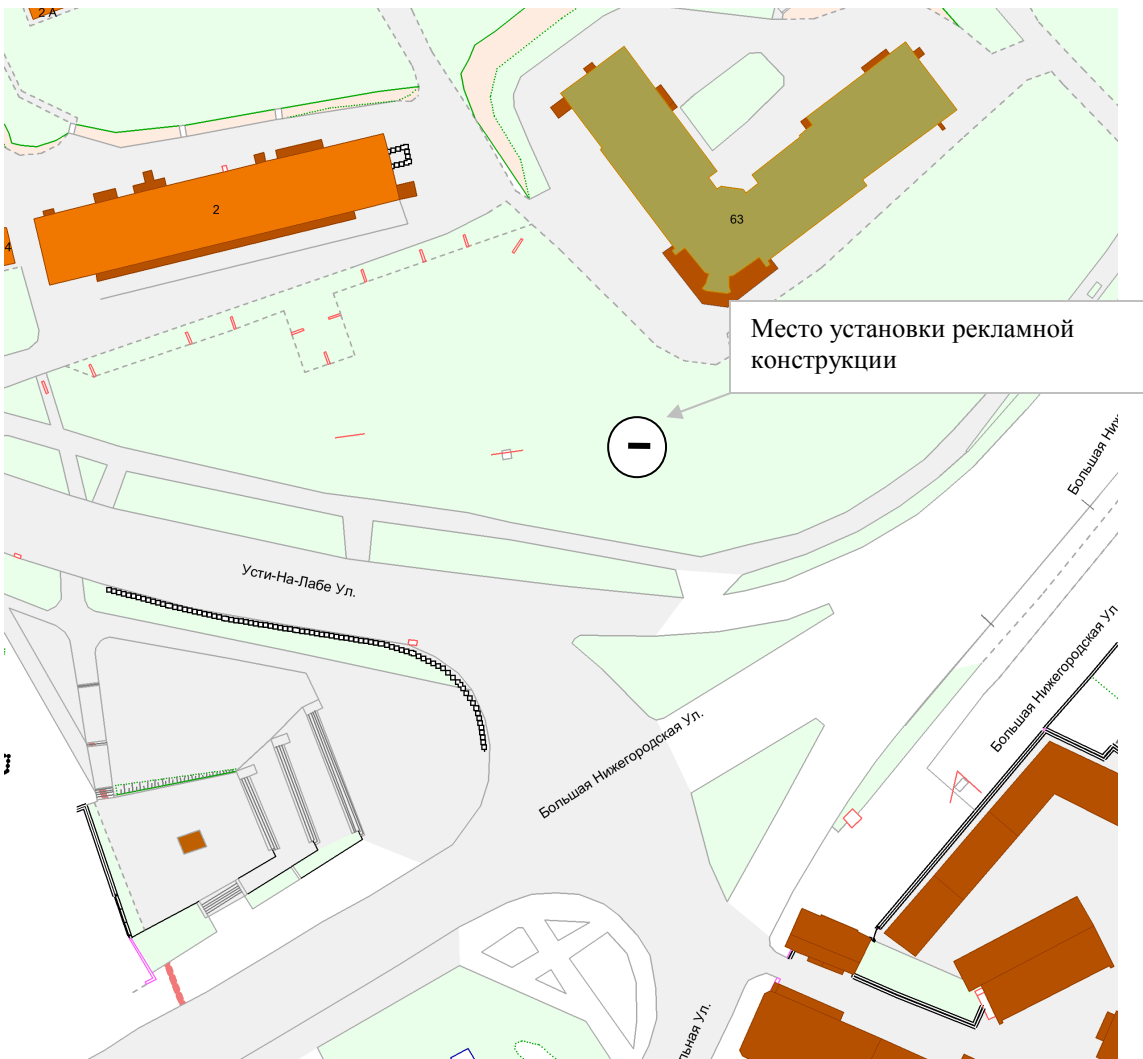 2 А
2
4
63
Место установки рекламной
конструкции
Большая Ниж
Усти-На-Лабе Ул.
Большая Нижегородская Ул
Большая Нижегородская Ул.
льная Ул.